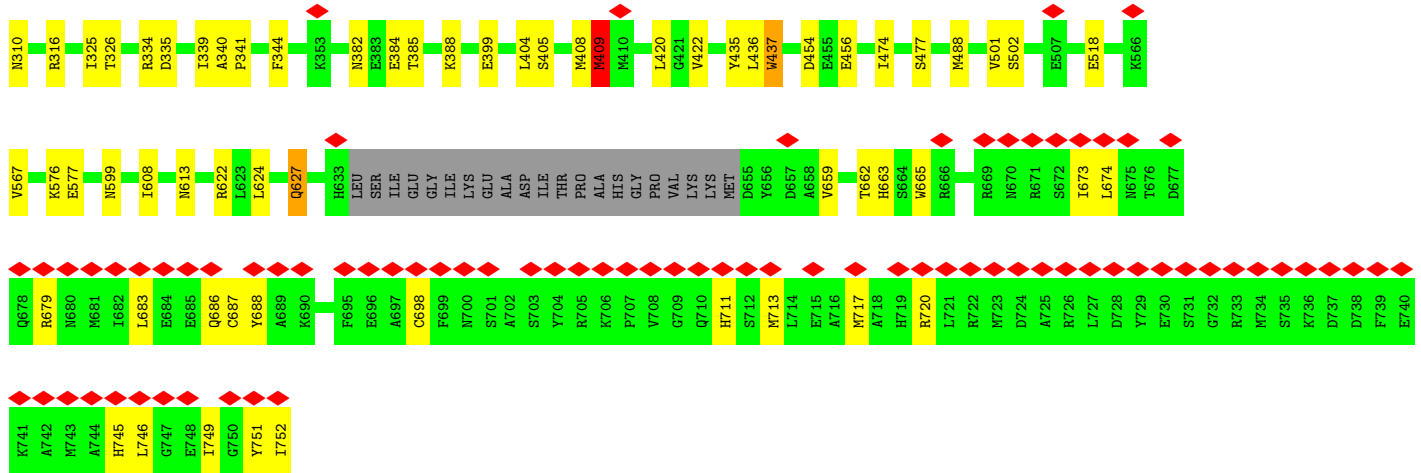 N310 R316 I325 T326 R334 D335 I339 A340 P341 F344 K353 N382 E383 E384 T385 K388 E399 L404 S405 M408 M409 M410 L420 G421 V422 Y435 L436 W437 D454 E455 E456 I474 S477 M488 V501 S502 E507 E518 K566
V567 K576 E577 N599 I608 N613 R622 L623 L624 Q627 H633 LEU SER ILE GLU GLY ILE LYS GLU ALA ASP ILE THR PRO ALA HIS GLY PRO VAL LYS LYS MET D655 Y656 D657 A658 V659 T662 H663 S664 W665 R666 R669 N670 R671 S672 I673 L674 N675 T676 D677
Q678 R679 N680 M681 I682 L683 E684 E685 Q686 C687 Y688 A689 K690 F695 E696 A697 C698 F699 N700 S701 A702 S703 Y704 R705 K706 P707 V708 G709 Q710 H711 S712 M713 L714 E715 A716 M717 A718 H719 R720 L721 R722 M723 D724 A725 R726 L727 D728 Y729 E730 S731 G732 R733 M734 S735 K736 D737 D738 F739 E740
K741 A742 M743 A744 H745 L746 G747 E748 I749 G750 Y751 I752